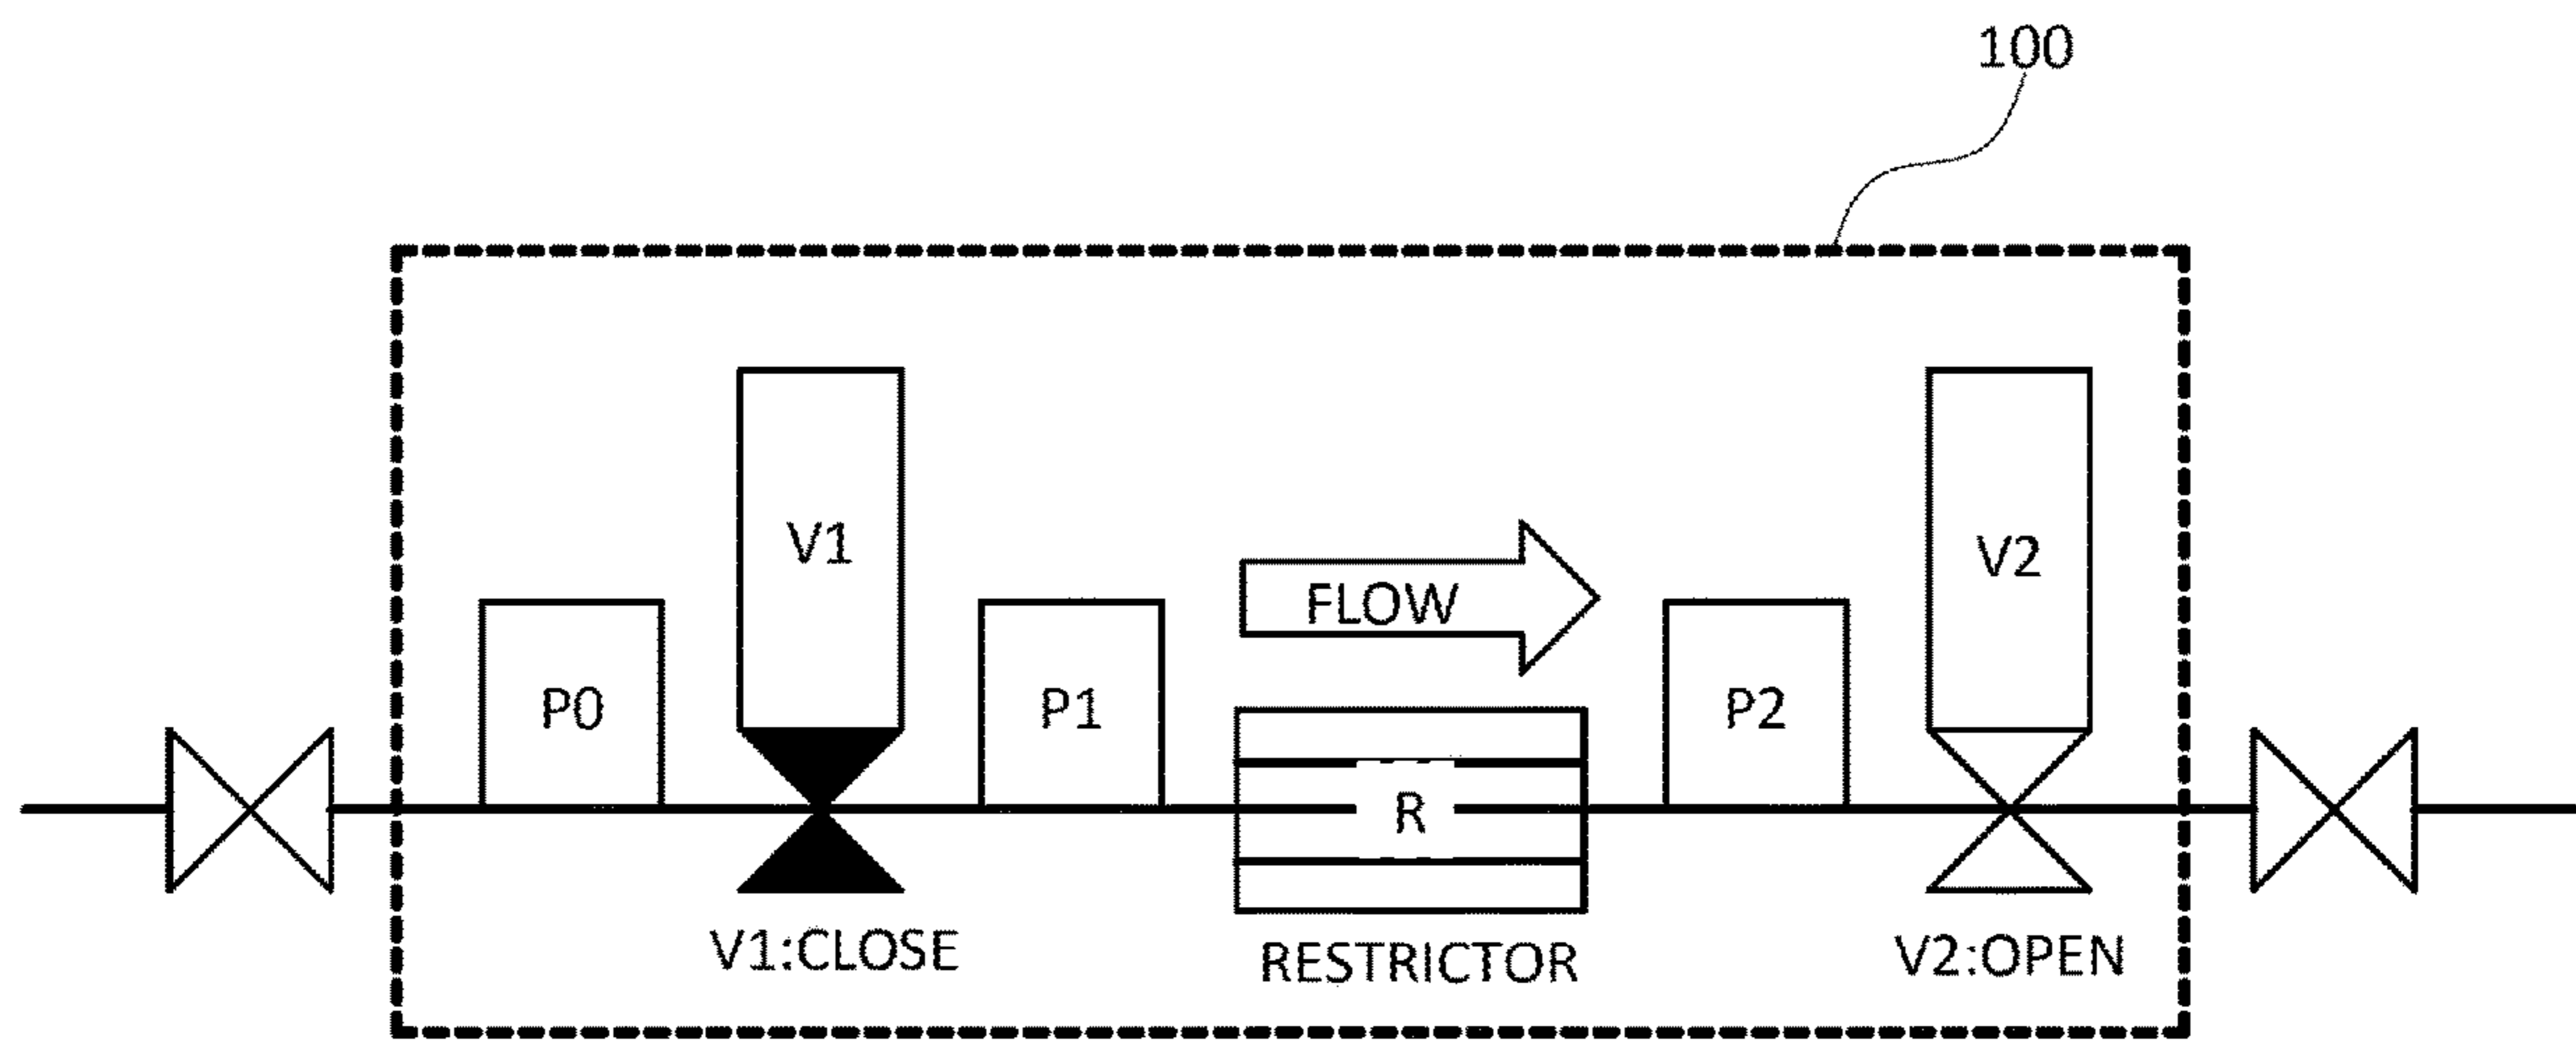 100
V1
V2
FLOW
P0
P1
P2
R
V1:CLOSE
RESTRICTOR
V2:OPEN